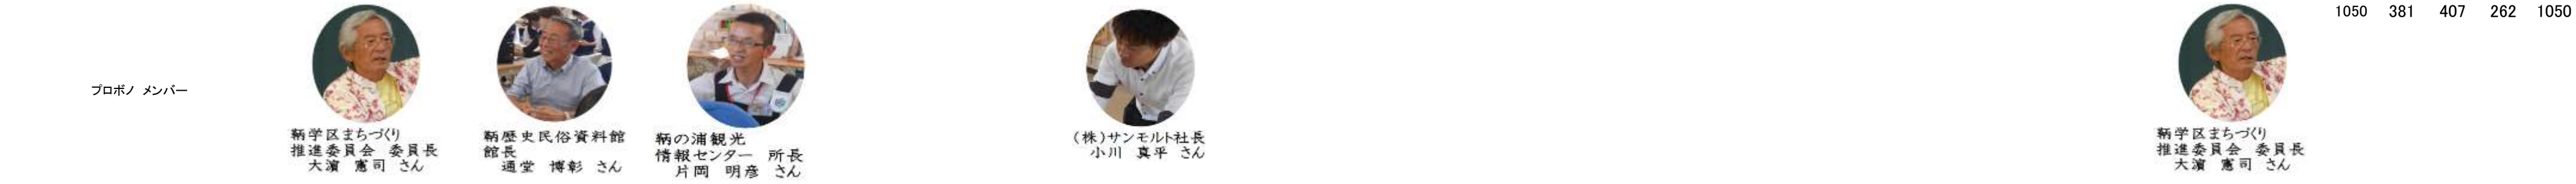 1050 381 407 262 1050
プロボノ メンバー
鞆学区まちづくり
推進委員会 委員長
大濵 憲司 さん
鞆歴史民俗資料館
館長
通堂 博彰 さん
鞆の浦観光
情報センター 所長
片岡 明彦 さん
(株)サンモルト社長
小川 真平 さん
鞆学区まちづくり
推進委員会 委員長
大濵 憲司 さん